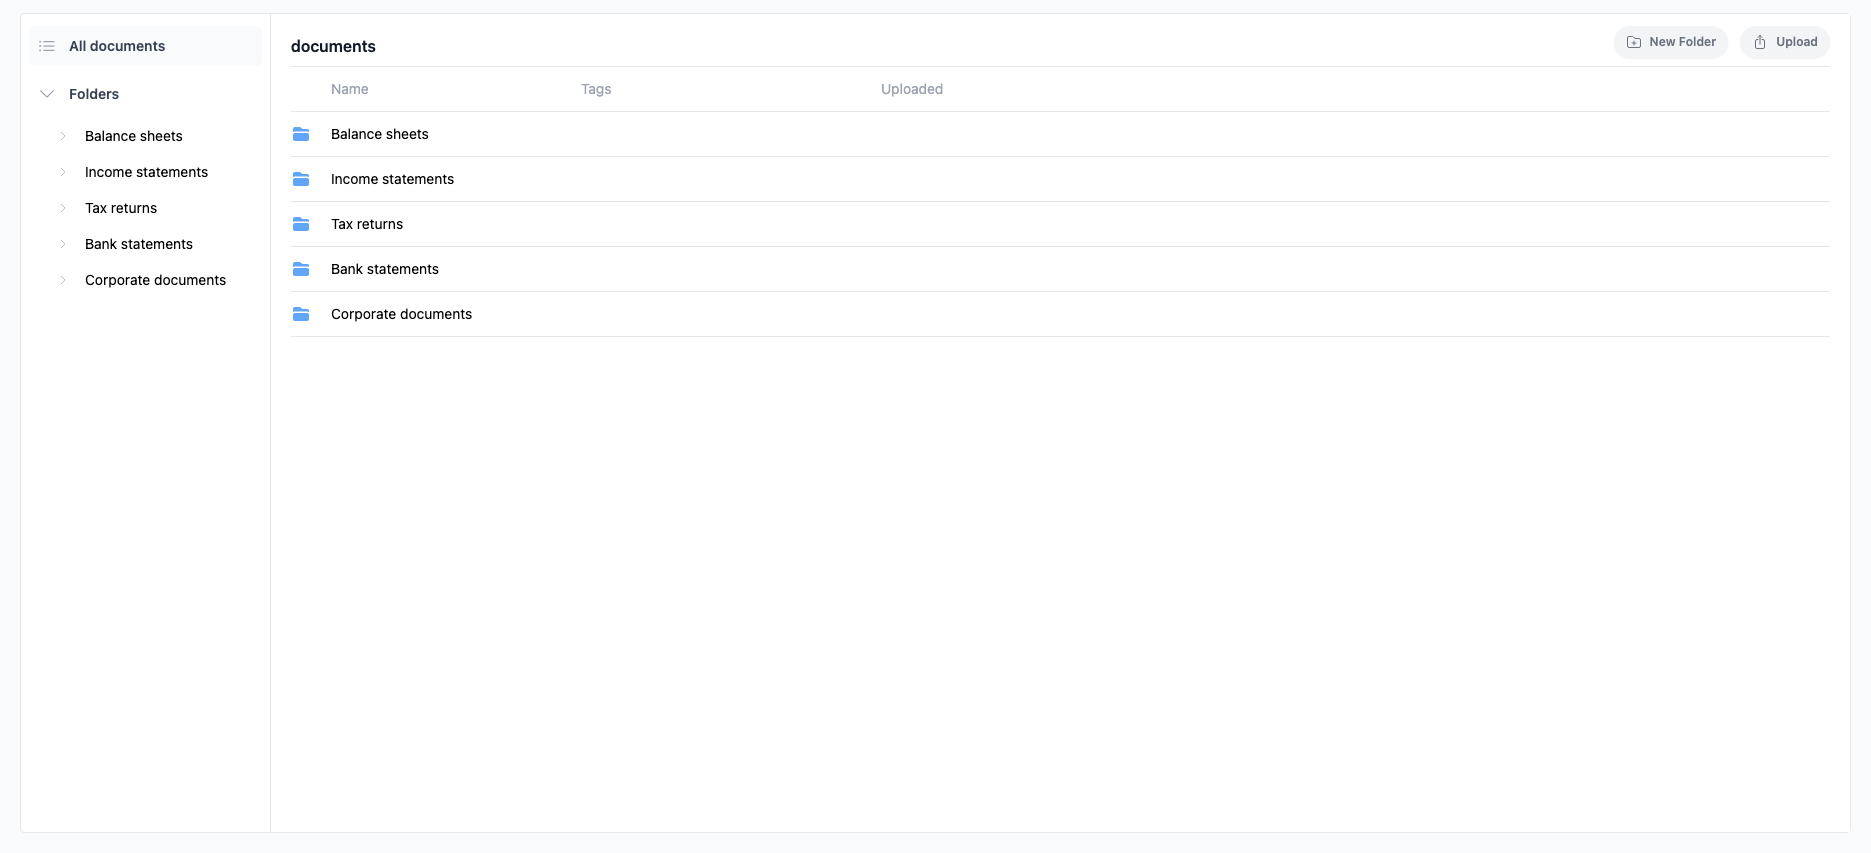 All documents
Folders
Balance sheets
Income statements
Tax returns
Bank statements
Corporate documents
documents
New Folder
Upload
Name Tags Uploaded
Balance sheets
Income statements
Tax returns
Bank statements
Corporate documents